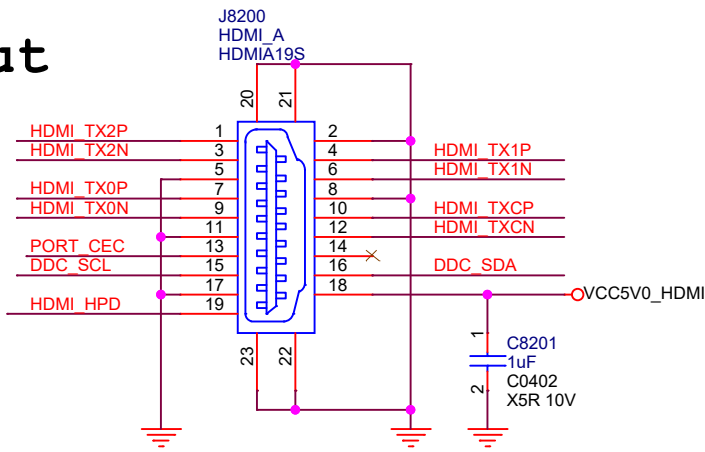 ut
J8200
HDMI_A
HDMIA19S
20
21
HDMI_TX2P 1 2
HDMI_TX2N 3 4 HDMI_TX1P
5 6 HDMI_TX1N
HDMI_TX0P 7 8
HDMI_TX0N 9 10 HDMI_TXCP
11 12 HDMI_TXCN
PORT_CEC 13 14
DDC_SCL 15 16 DDC_SDA
17 18 VCC5V0_HDMI
HDMI_HPD 19
23
22
1
C8201
1uF
2
C0402
X5R 10V